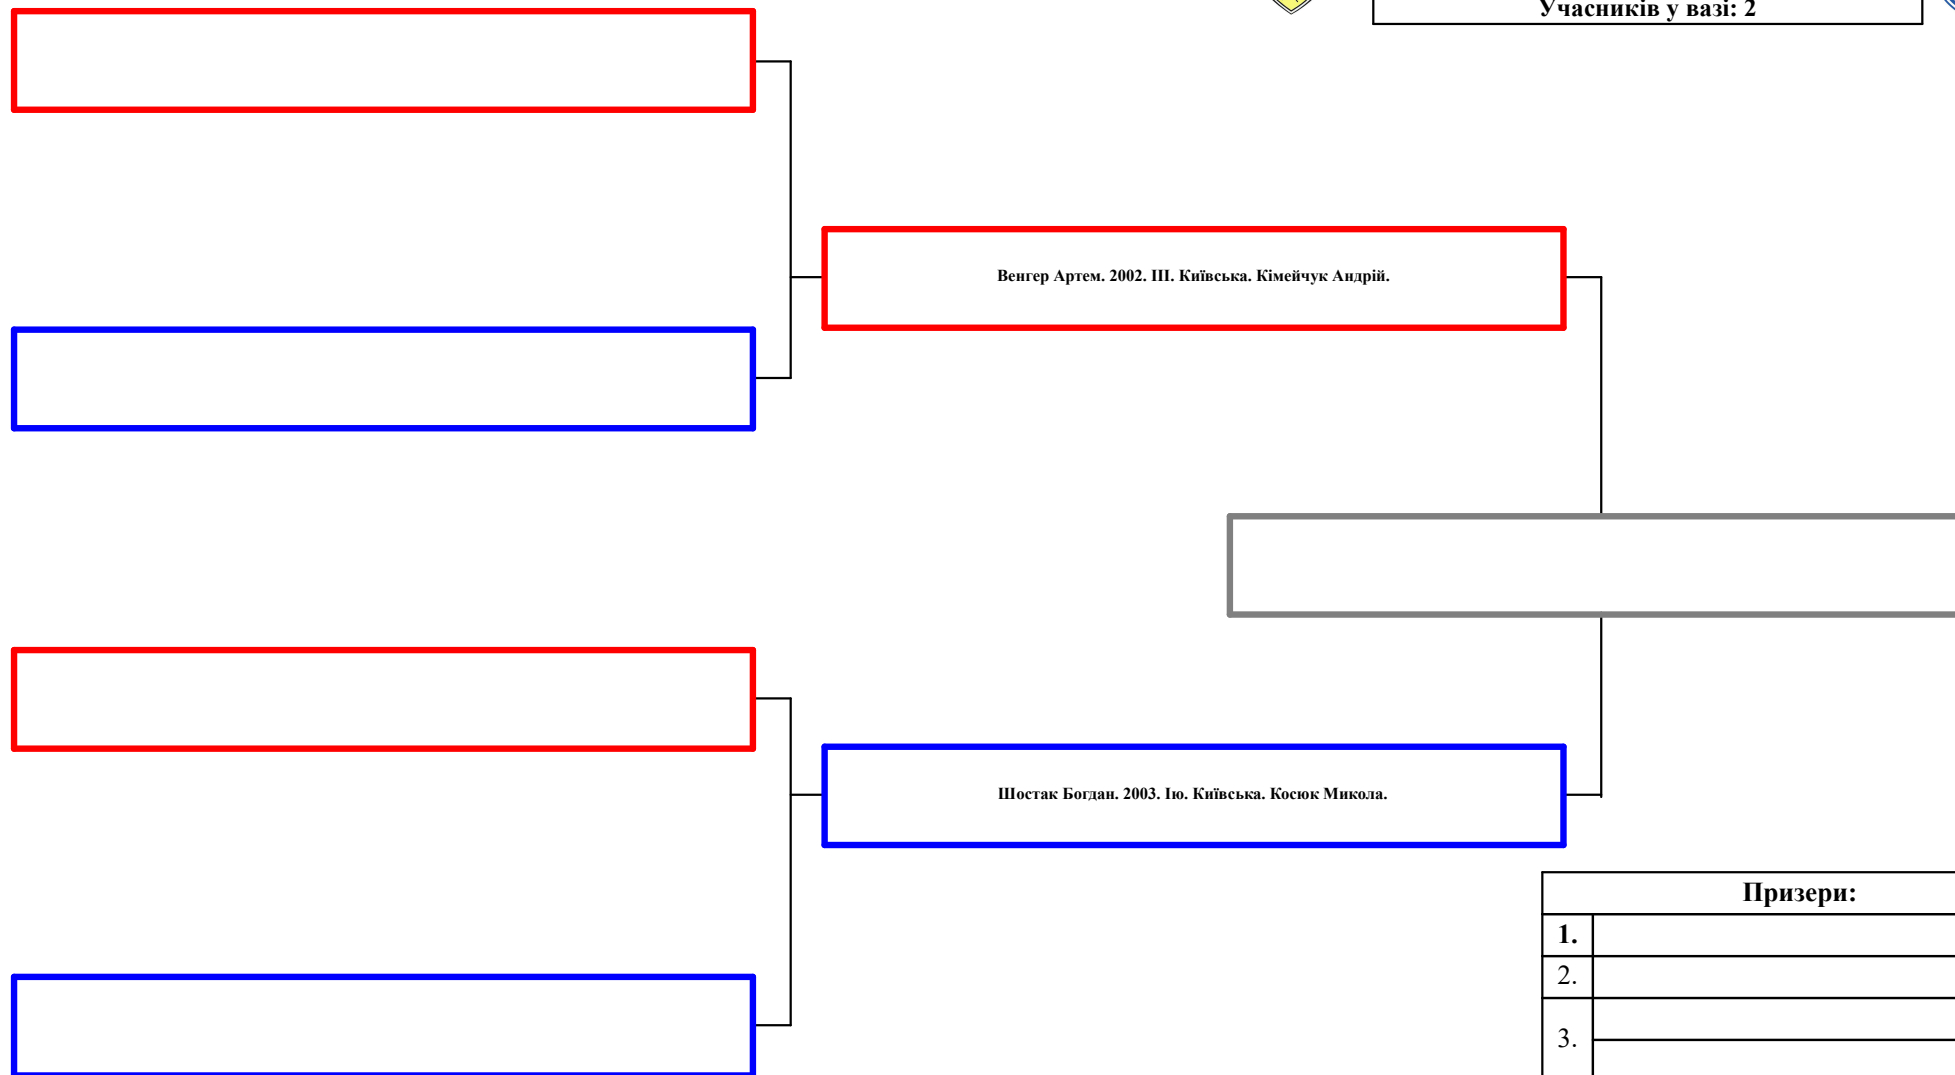 Учасників у вазі: 2
Венгер Артем. 2002. III. Київська. Кімейчук Андрій.
Шостак Богдан. 2003. Ію. Київська. Косюк Микола.
Призери:
1.
2.
3.